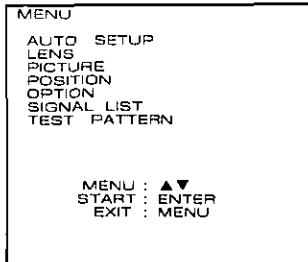 MENU
AUTO SETUP
LENS
PICTURE
POSITION
OPTION
SIGNAL LIST
TEST PATTERN
MENU : ▲▼
START : ENTER
EXIT : MENU